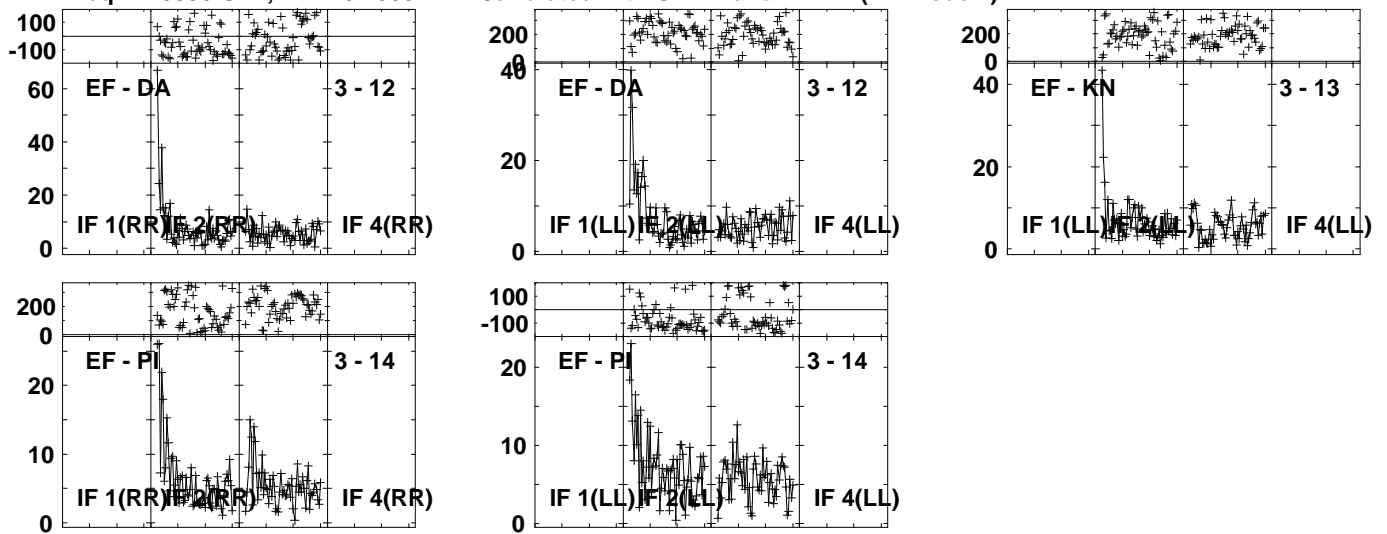 100
-100
60
40
20
0
EF - DA
3 - 12
IF 1(RR)
IF 2(RR)
IF 4(RR)
200
0
40
20
0
EF - DA
3 - 12
IF 1(LL)
IF 2(LL)
IF 4(LL)
200
0
40
20
0
EF - KN
3 - 13
IF 1(LL)
IF 2(LL)
IF 4(LL)
200
0
20
10
0
EF - PI
3 - 14
IF 1(RR)
IF 2(RR)
IF 4(RR)
100
-100
20
10
0
EF - PI
3 - 14
IF 1(LL)
IF 2(LL)
IF 4(LL)